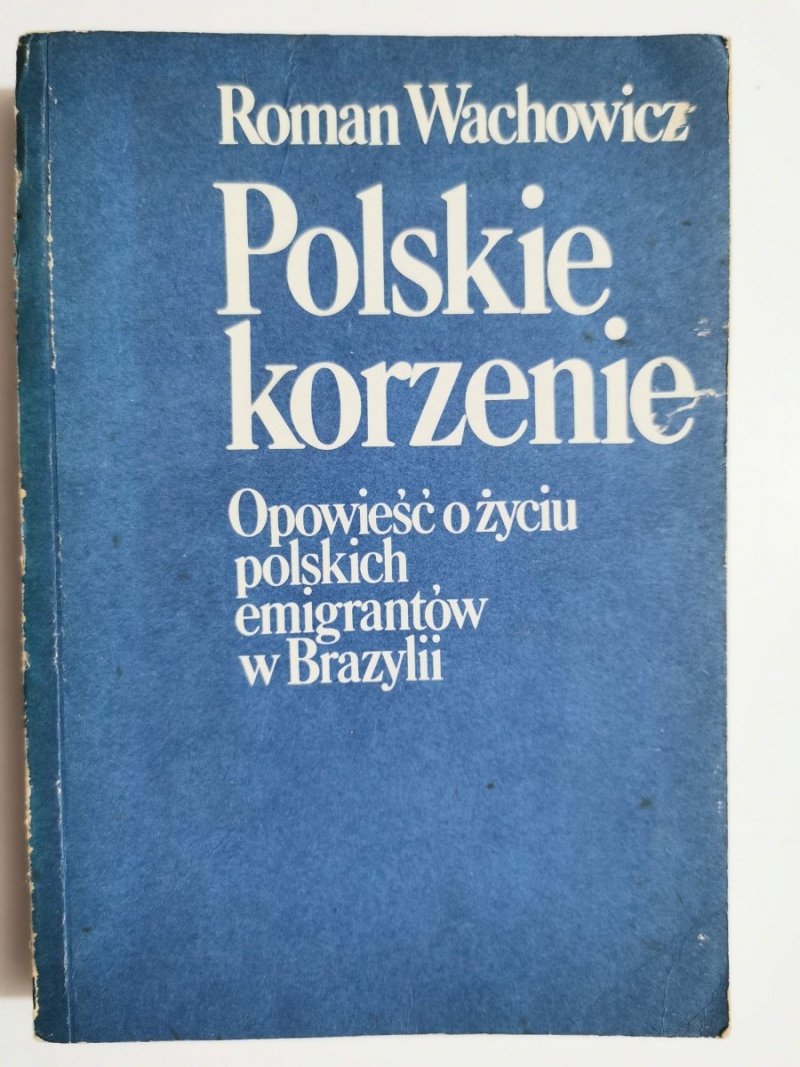 Roman Wachowicz
Polskie
korzenie
Opowieść o życiu
polskich
emigrantów
w Brazylii